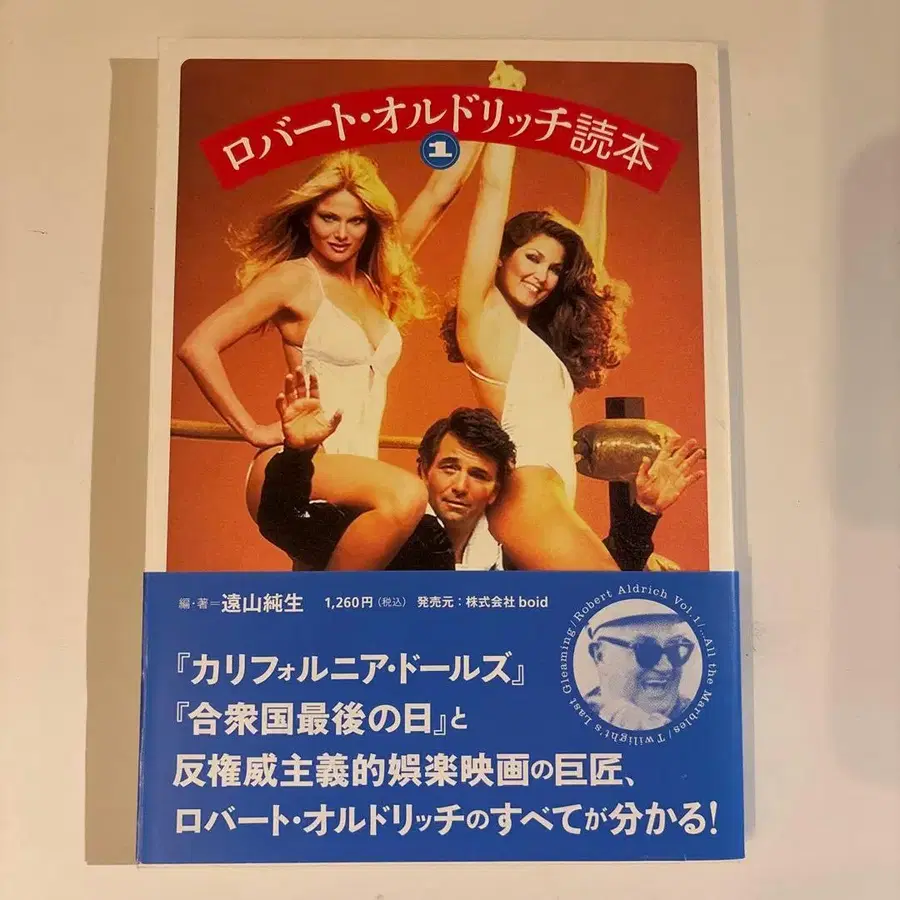 ロバート・オルドリッチ読本
1
編・著=遠山純生 1,260円(税込) 発売元:株式会社boid
『カリフォルニア・ドールズ』
『合衆国最後の日』と
反権威主義的娯楽映画の巨匠、
ロバート・オルドリッチのすべてが分かる!
Robert Aldrich Vol.1/...All the Marbles/Twilight's Last Gleaming/